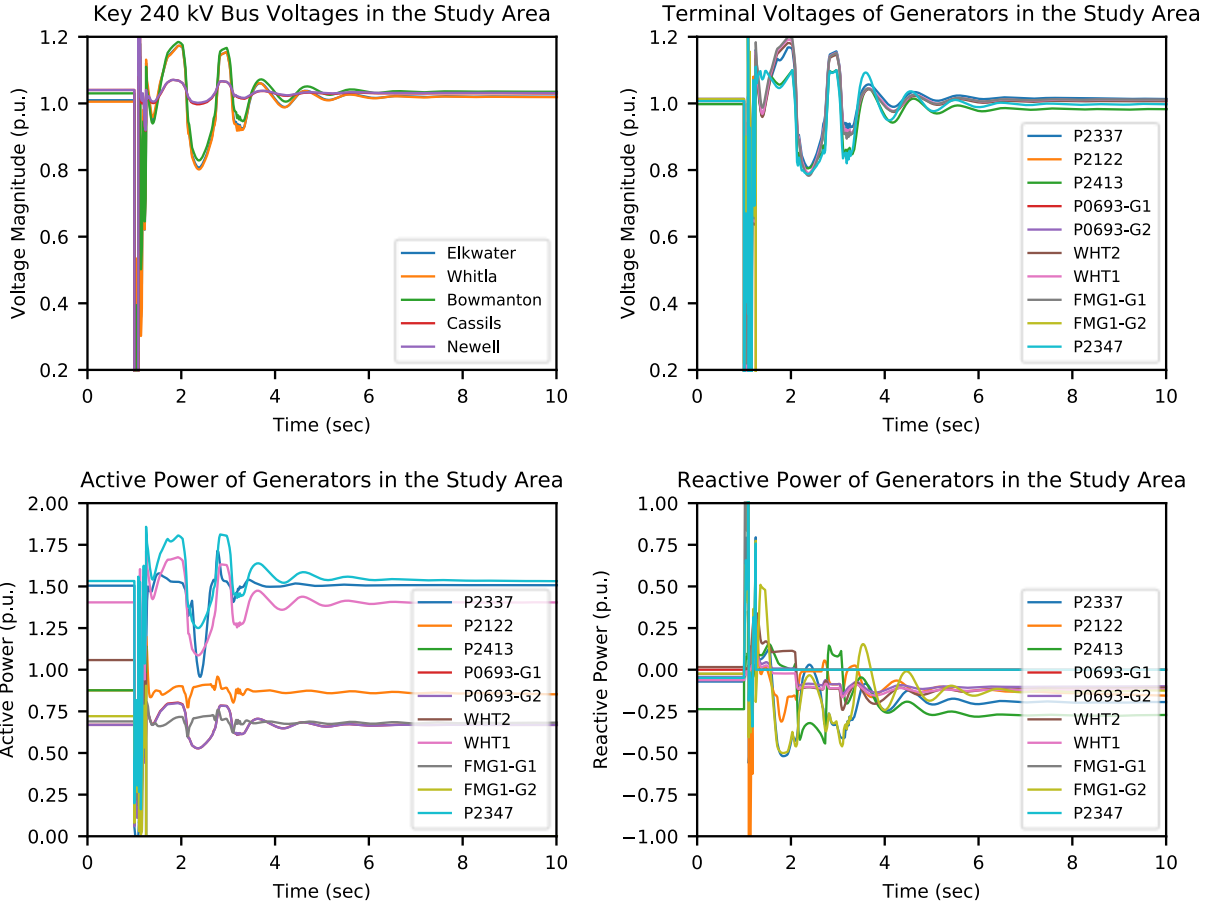 Key 240 kV Bus Voltages in the Study Area
1.2
1.0
0.8
0.6
0.4
0.2
Voltage Magnitude (p.u.)
Elkwater
Whitla
Bowmanton
Cassils
Newell
0 2 4 6 8 10
Time (sec)
Terminal Voltages of Generators in the Study Area
1.2
1.0
0.8
0.6
0.4
0.2
Voltage Magnitude (p.u.)
P2337
P2122
P2413
P0693-G1
P0693-G2
WHT2
WHT1
FMG1-G1
FMG1-G2
P2347
0 2 4 6 8 10
Time (sec)
Active Power of Generators in the Study Area
2.00
1.75
1.50
1.25
1.00
0.75
0.50
0.25
0.00
Active Power (p.u.)
P2337
P2122
P2413
P0693-G1
P0693-G2
WHT2
WHT1
FMG1-G1
FMG1-G2
P2347
0 2 4 6 8 10
Time (sec)
Reactive Power of Generators in the Study Area
1.00
0.75
0.50
0.25
0.00
−0.25
−0.50
−0.75
−1.00
Reactive Power (p.u.)
P2337
P2122
P2413
P0693-G1
P0693-G2
WHT2
WHT1
FMG1-G1
FMG1-G2
P2347
0 2 4 6 8 10
Time (sec)